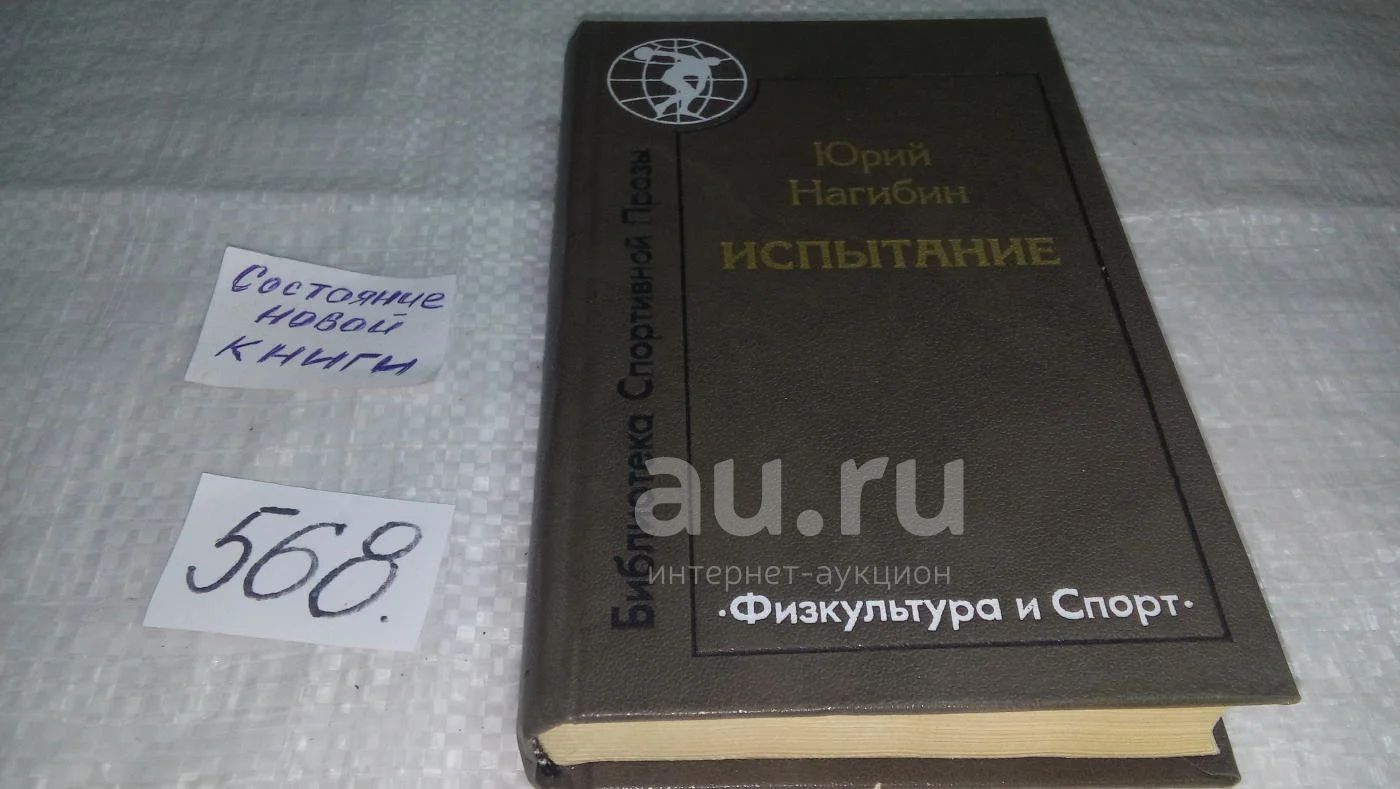 Юрий
Нагибин
ИСПЫТАНИЕ
Библиотека Спортивной Прозы
·Физкультура и Спорт·
Состояние
новой
книги
568.
au.ru
интернет-аукцион